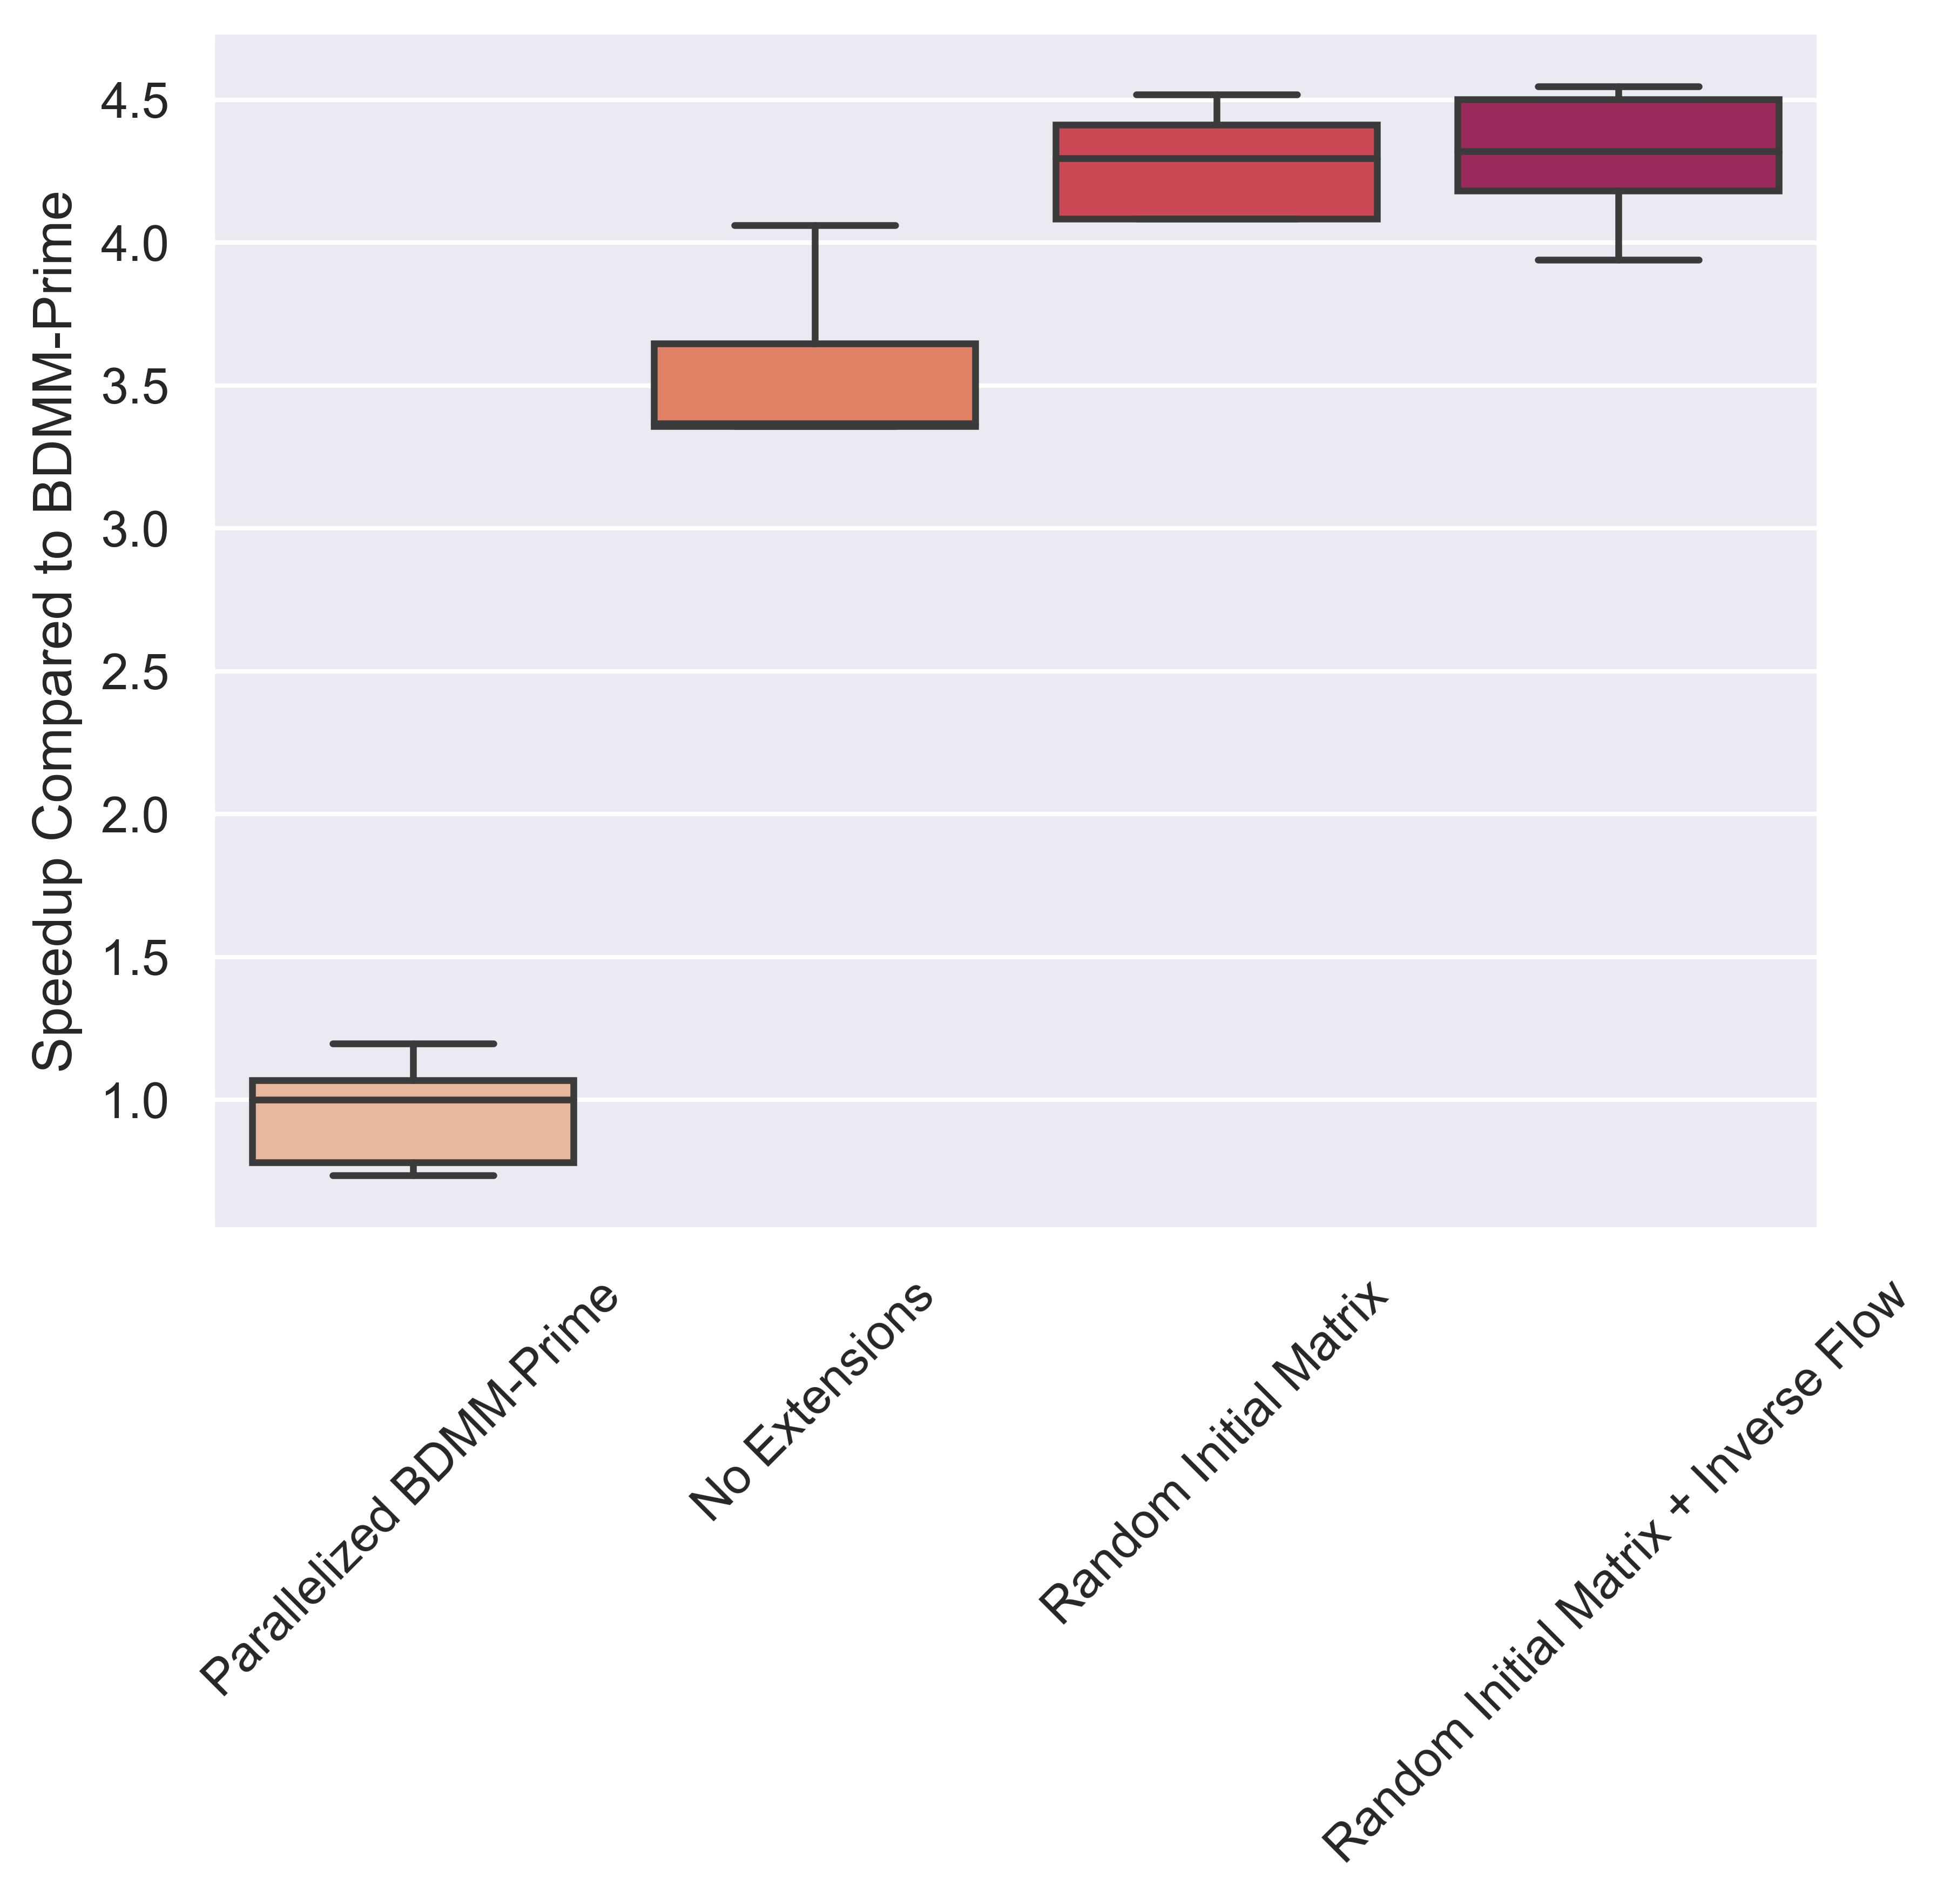 Speedup Compared to BDMM-Prime
4.5
4.0
3.5
3.0
2.5
2.0
1.5
1.0
Parallelized BDMM-Prime
No Extensions
Random Initial Matrix
Random Initial Matrix + Inverse Flow